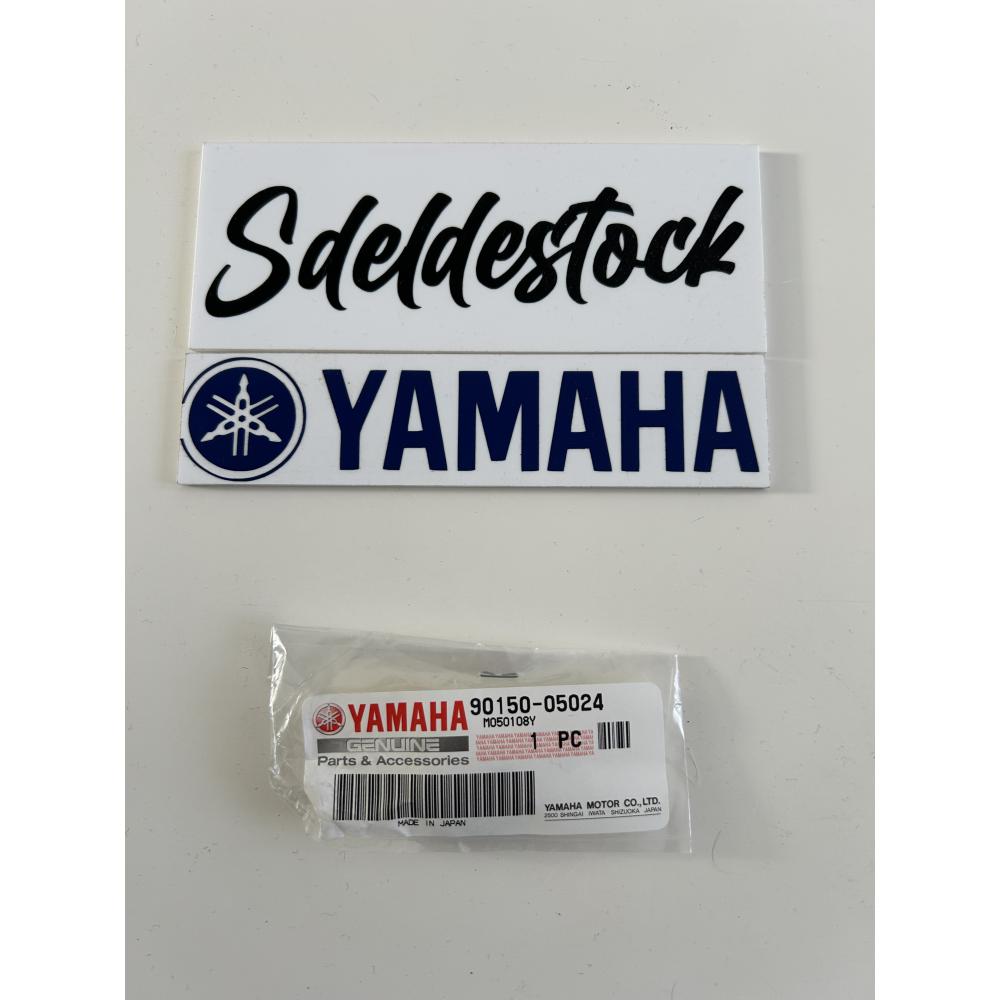 Sdeldestock
YAMAHA
YAMAHA 90150-05024
M050108Y
GENUINE 1 PC
Parts & Accessories
MADE IN JAPAN
YAMAHA MOTOR CO., LTD.
2500 SHINGAI IWATA SHIZUOKA JAPAN